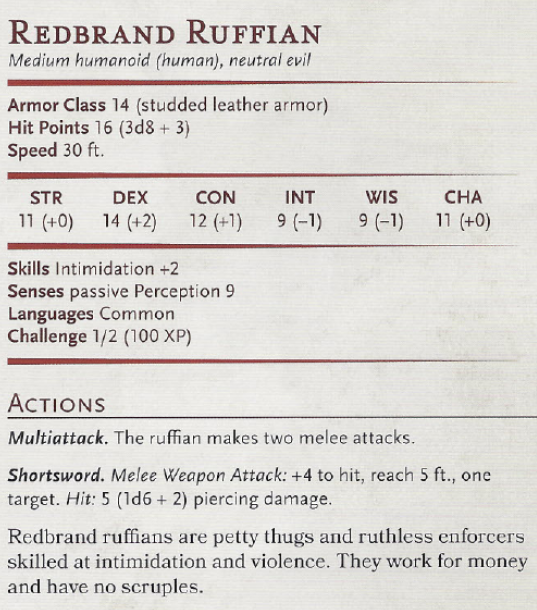 REDBRAND RUFFIAN
Medium humanoid (human), neutral evil
Armor Class 14 (studded leather armor)
Hit Points 16 (3d8 + 3)
Speed 30 ft.
STR DEX CON INT WIS CHA
11 (+0) 14 (+2) 12 (+1) 9 (–1) 9 (–1) 11 (+0)
Skills Intimidation +2
Senses passive Perception 9
Languages Common
Challenge 1/2 (100 XP)
ACTIONS
Multiattack. The ruffian makes two melee attacks.
Shortsword. Melee Weapon Attack: +4 to hit, reach 5 ft., one
target. Hit: 5 (1d6 + 2) piercing damage.
Redbrand ruffians are petty thugs and ruthless enforcers
skilled at intimidation and violence. They work for money
and have no scruples.